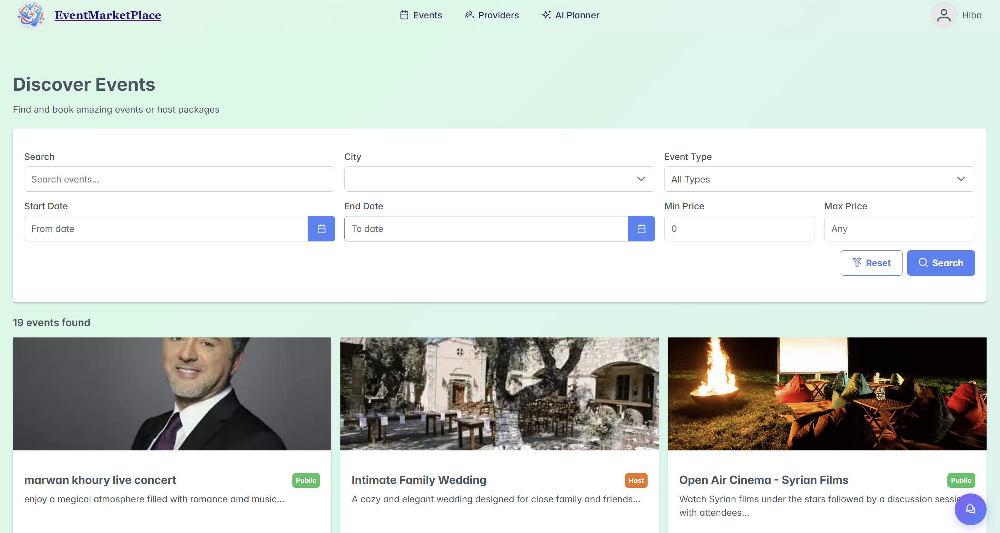 EventMarketPlace
Events Providers AI Planner
Hiba
Discover Events
Find and book amazing events or host packages
Search City Event Type
Search events... All Types
Start Date End Date Min Price Max Price
From date To date 0 Any
Reset Search
19 events found
marwan khoury live concert Public
enjoy a megical atmosphere filled with romance amd music...
Intimate Family Wedding Host
A cozy and elegant wedding designed for close family and friends...
Open Air Cinema - Syrian Films Public
Watch Syrian films under the stars followed by a discussion
with attendees...